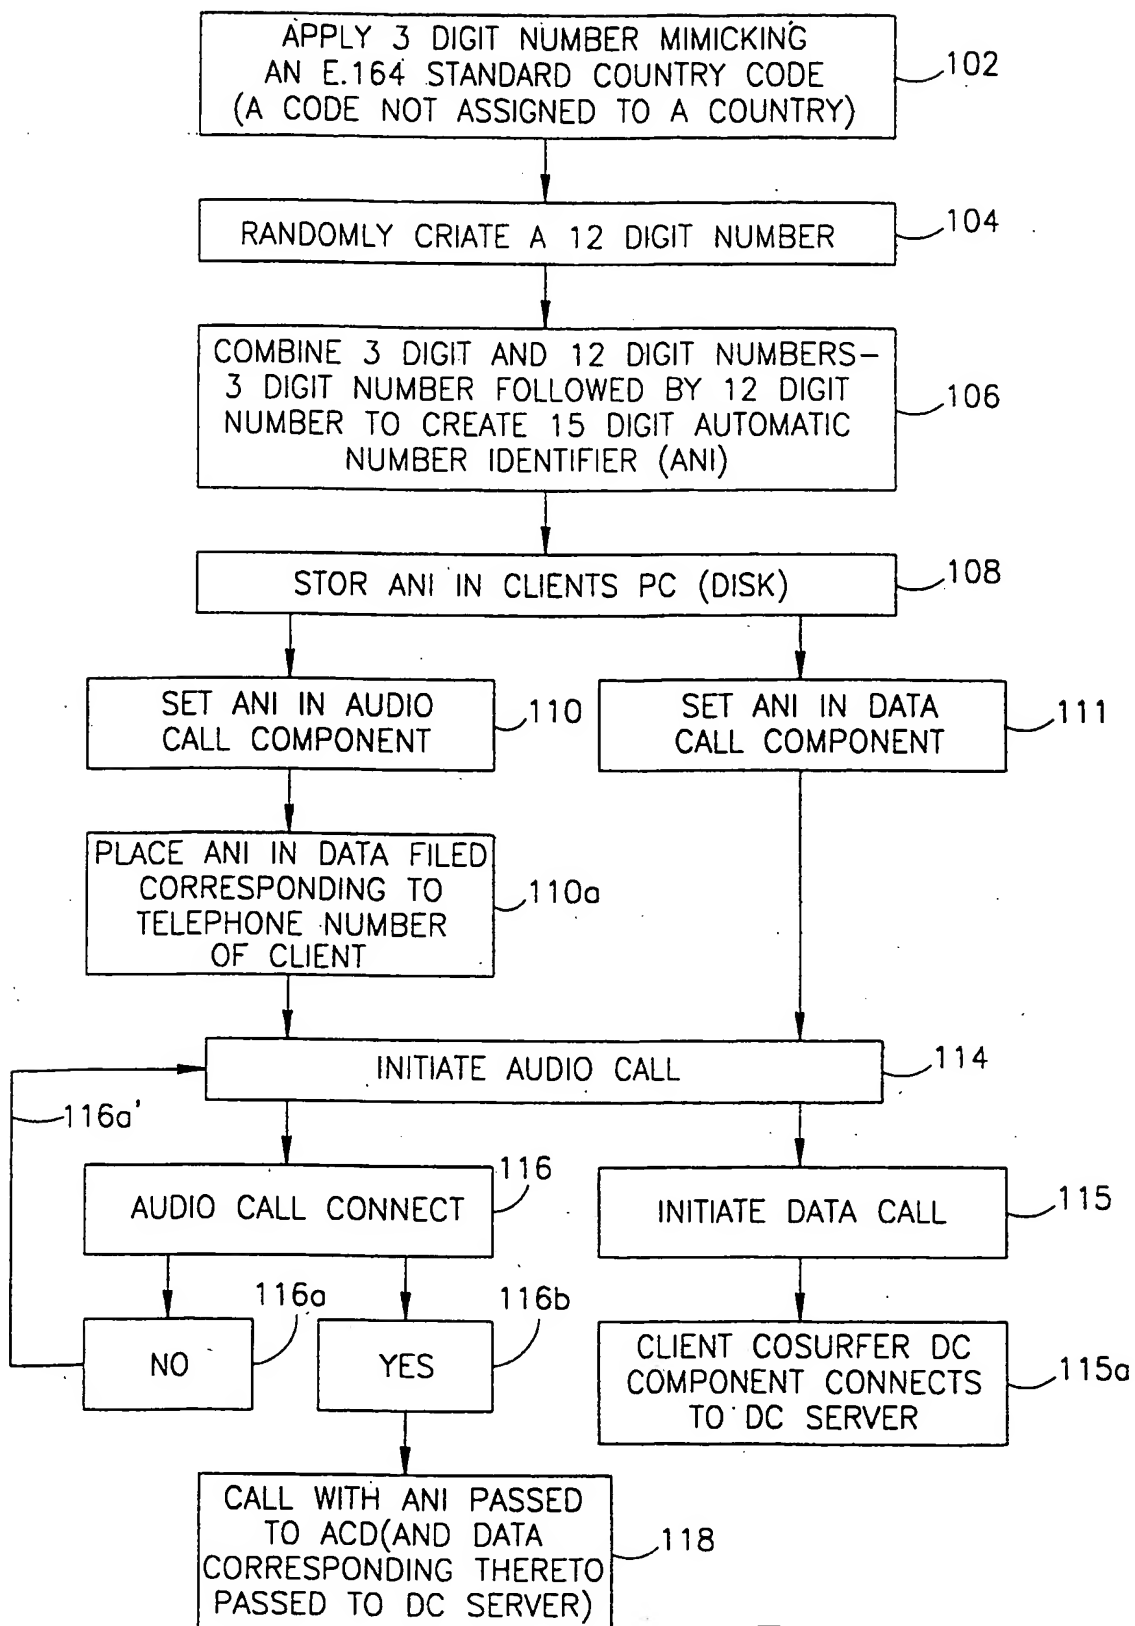 APPLY 3 DIGIT NUMBER MIMICKING
AN E.164 STANDARD COUNTRY CODE
(A CODE NOT ASSIGNED TO A COUNTRY)
102
RANDOMLY CRIATE A 12 DIGIT NUMBER
104
COMBINE 3 DIGIT AND 12 DIGIT NUMBERS-
3 DIGIT NUMBER FOLLOWED BY 12 DIGIT
NUMBER TO CREATE 15 DIGIT AUTOMATIC
NUMBER IDENTIFIER (ANI)
106
STOR ANI IN CLIENTS PC (DISK)
108
SET ANI IN AUDIO
CALL COMPONENT
110
SET ANI IN DATA
CALL COMPONENT
111
PLACE ANI IN DATA FILED
CORRESPONDING TO
TELEPHONE NUMBER
OF CLIENT
110a
INITIATE AUDIO CALL
114
116a'
AUDIO CALL CONNECT
116
INITIATE DATA CALL
115
NO
116a
YES
116b
CLIENT COSURFER DC
COMPONENT CONNECTS
TO DC SERVER
115a
CALL WITH ANI PASSED
TO ACD(AND DATA
CORRESPONDING THERETO
PASSED TO DC SERVER)
118